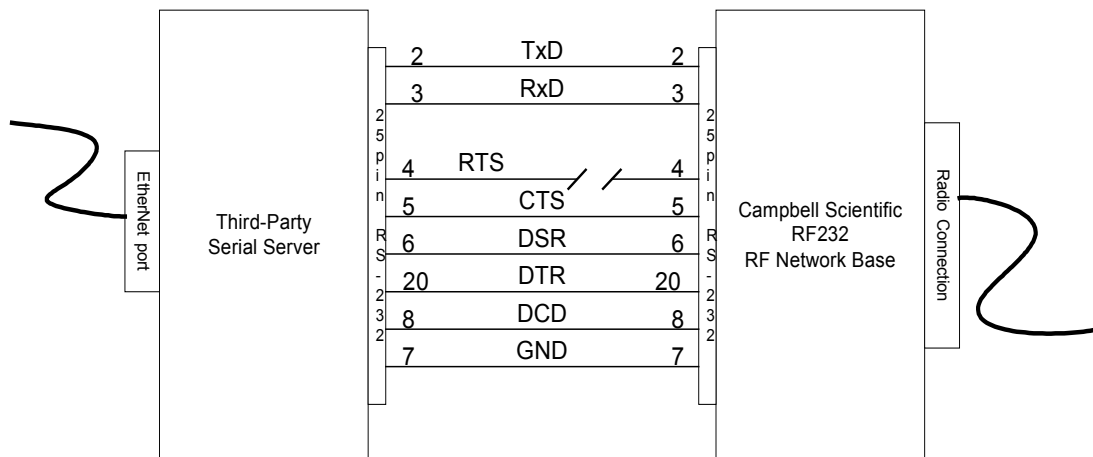 2 TxD 2
3 RxD 3
4 RTS 4
5 CTS 5
6 DSR 6
20 DTR 20
8 DCD 8
7 GND 7
EtherNet port
Third-Party
Serial Server
25pin RS-232
25pin RS-232
Campbell Scientific
RF232
RF Network Base
Radio Connection